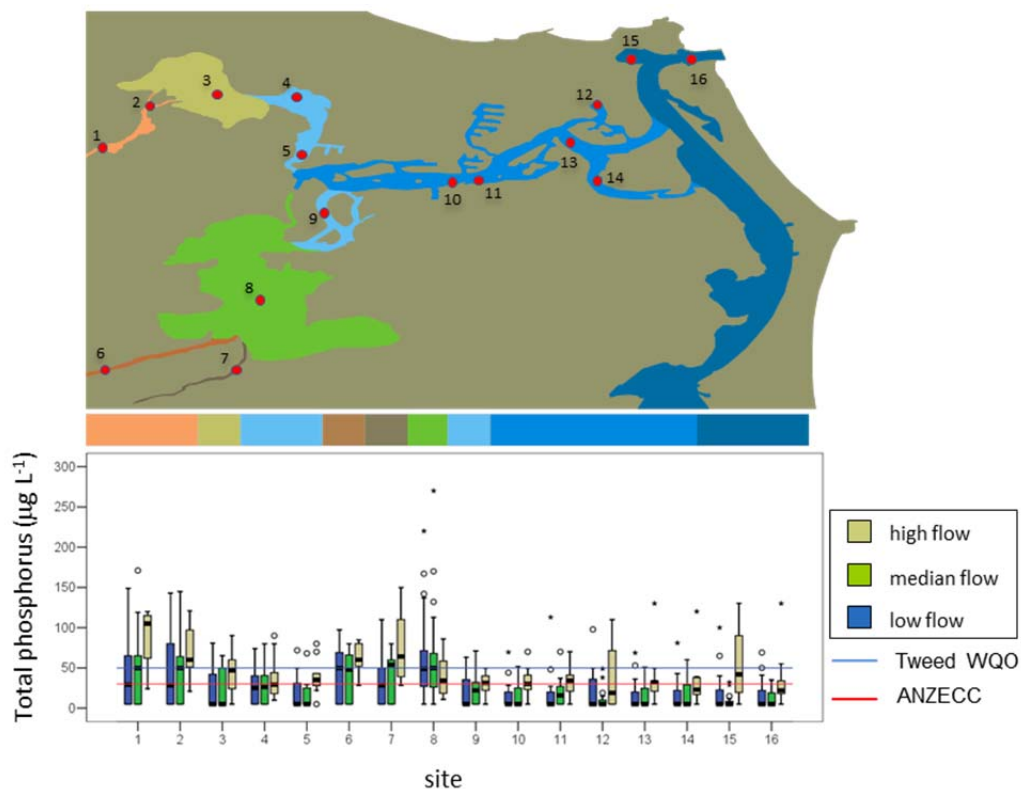 15
16
3
4
2
12
1
5
13
10
11
14
9
8
6
7
Total phosphorus (µg L-1)
300
250
200
150
100
50
0
1 2 3 4 5 6 7 8 9 10 11 12 13 14 15 16
site
high flow
median flow
low flow
Tweed WQO
ANZECC